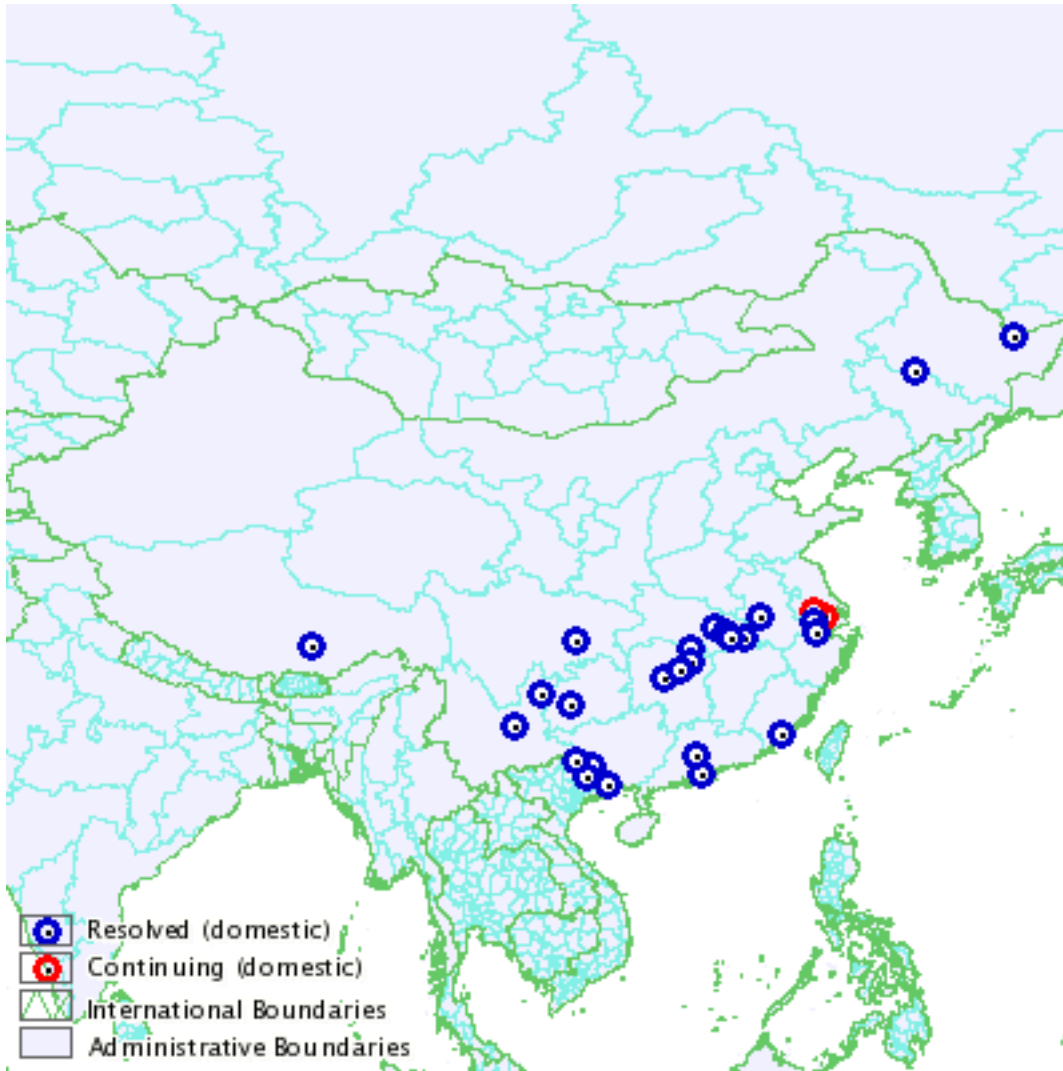 Resolved (domestic)
Continuing (domestic)
International Boundaries
Administrative Boundaries